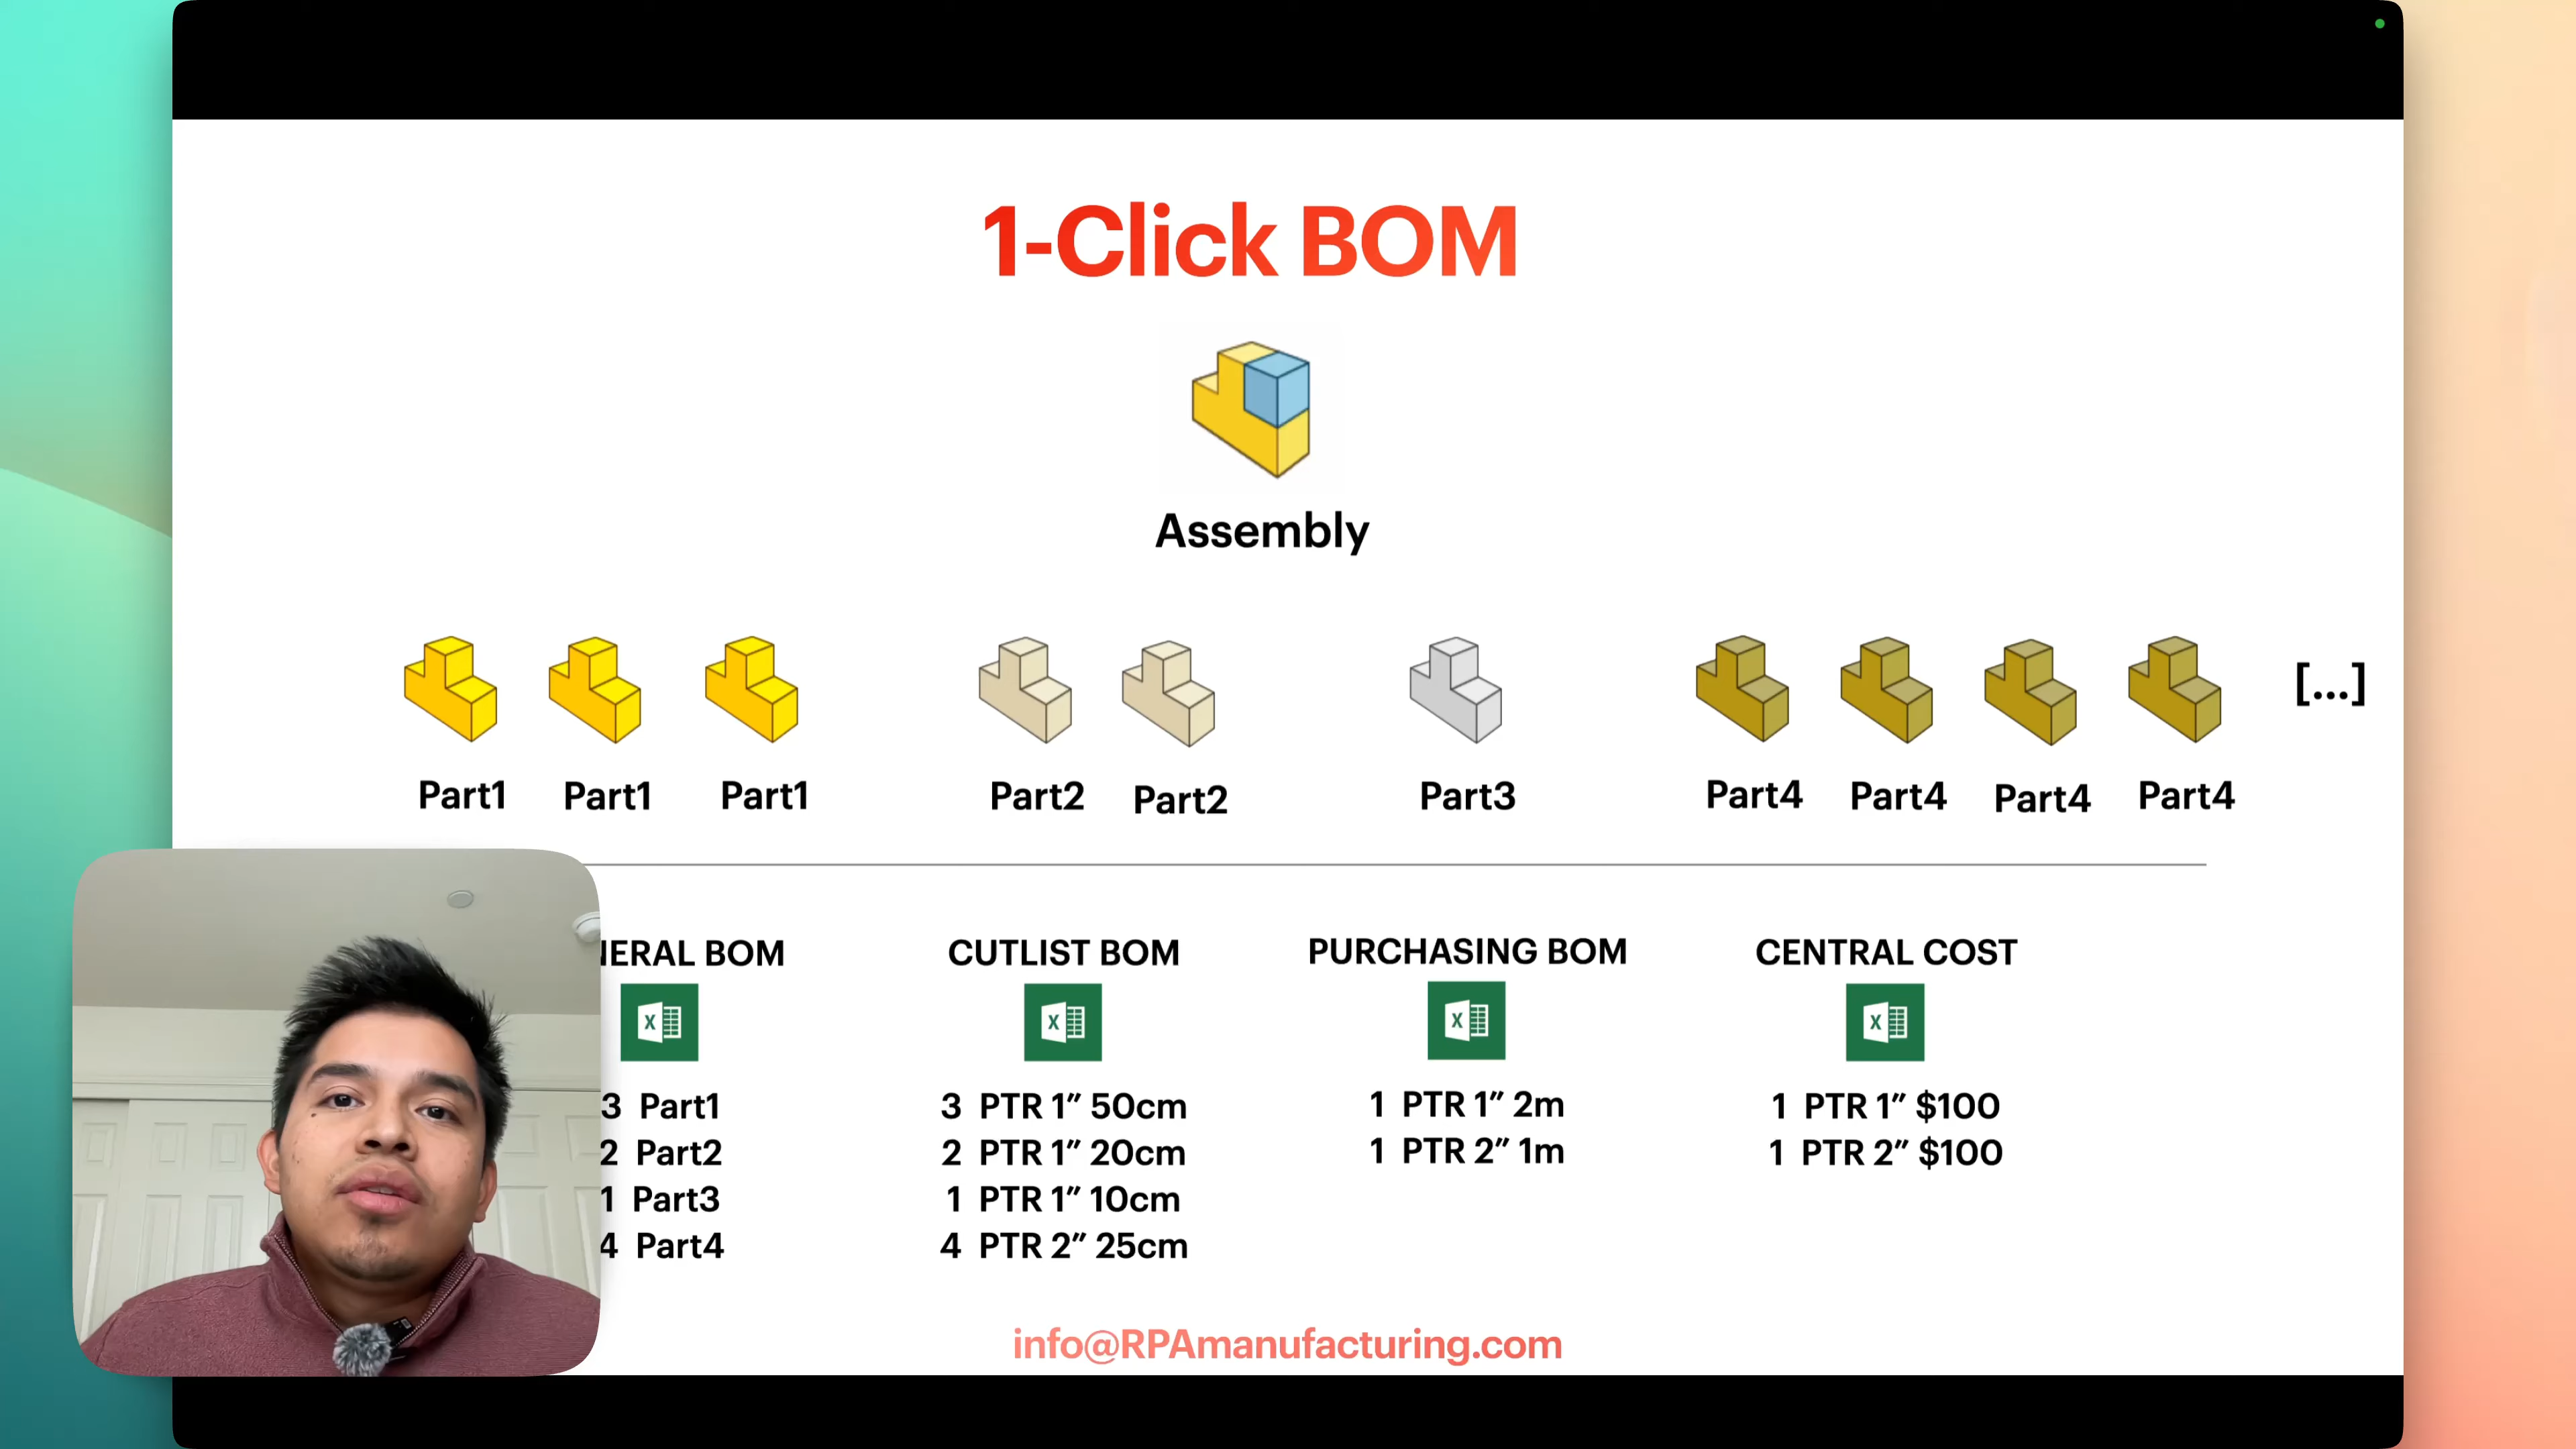 1-Click BOM
Assembly
[...]
Part1 Part1 Part1 Part2 Part2 Part3 Part4 Part4 Part4 Part4
NERAL BOM
X
3 Part1
2 Part2
1 Part3
4 Part4
CUTLIST BOM
X
3 PTR 1″ 50cm
2 PTR 1″ 20cm
1 PTR 1″ 10cm
4 PTR 2″ 25cm
PURCHASING BOM
X
1 PTR 1″ 2m
1 PTR 2″ 1m
CENTRAL COST
X
1 PTR 1″ $100
1 PTR 2″ $100
info@RPAmanufacturing.com